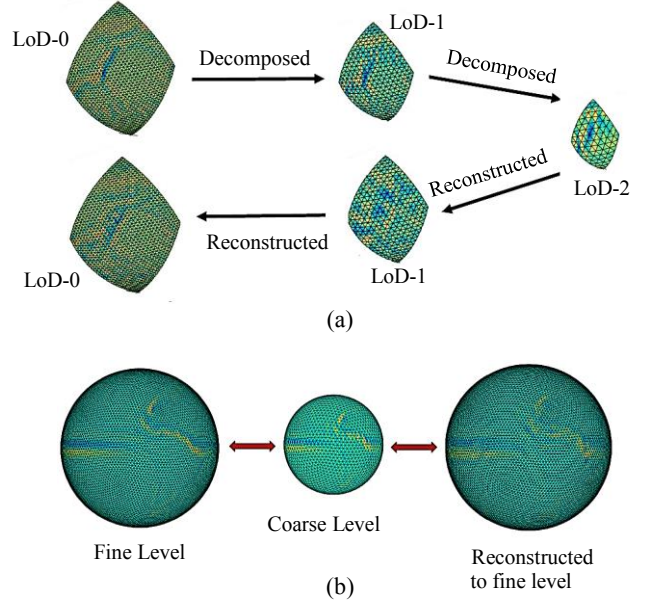 LoD-0
Decomposed
LoD-1
Decomposed
LoD-2
Reconstructed
LoD-1
Reconstructed
LoD-0
(a)
Fine Level
Coarse Level
Reconstructed
to fine level
(b)